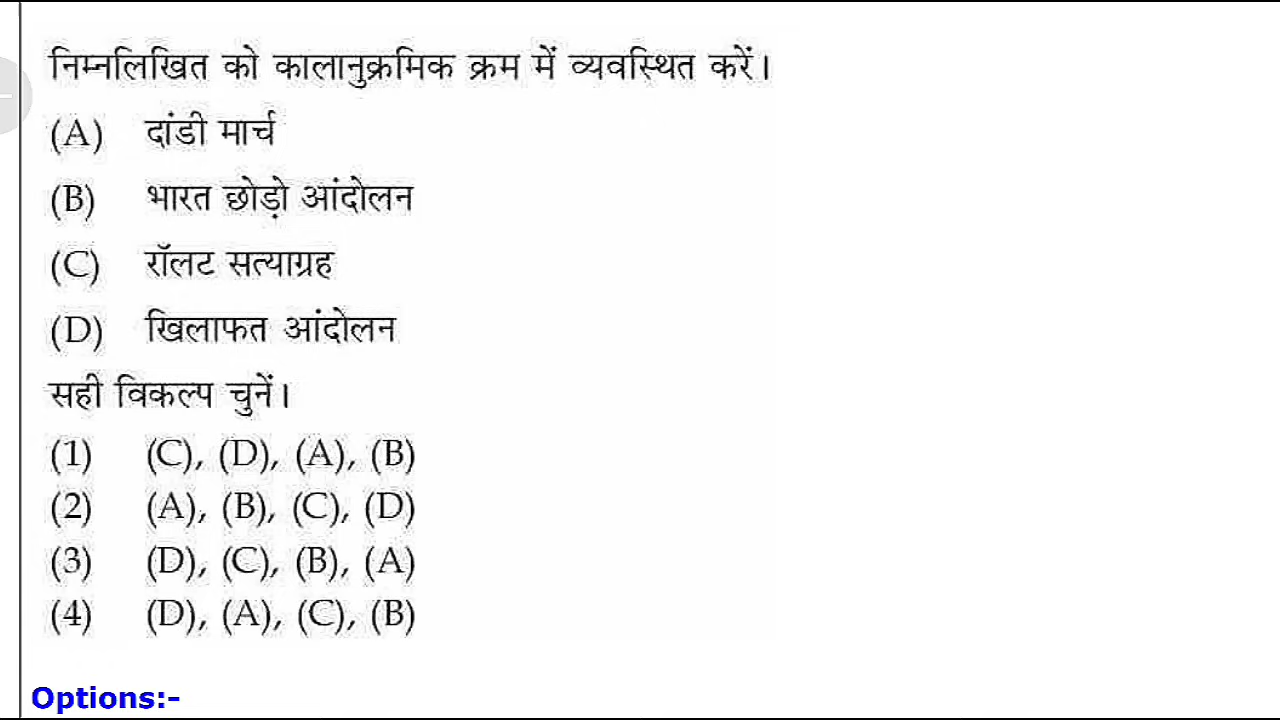 निम्नलिखित को कालानुक्रमिक क्रम में व्यवस्थित करें।
(A) दांडी मार्च
(B) भारत छोड़ो आंदोलन
(C) रॉलट सत्याग्रह
(D) खिलाफत आंदोलन
सही विकल्प चुनें।
(1) (C), (D), (A), (B)
(2) (A), (B), (C), (D)
(3) (D), (C), (B), (A)
(4) (D), (A), (C), (B)
Options:-